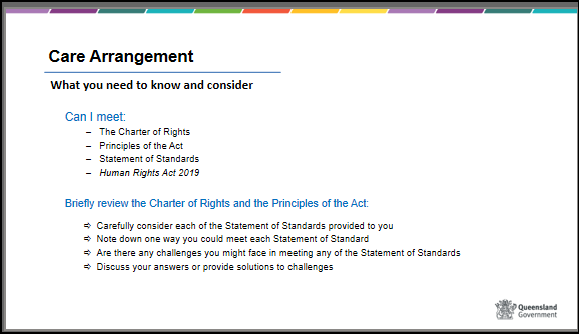 Care Arrangement
What you need to know and consider
Can I meet:
– The Charter of Rights
– Principles of the Act
– Statement of Standards
– Human Rights Act 2019
Briefly review the Charter of Rights and the Principles of the Act:
⇨ Carefully consider each of the Statement of Standards provided to you
⇨ Note down one way you could meet each Statement of Standard
⇨ Are there any challenges you might face in meeting any of the Statement of Standards
⇨ Discuss your answers or provide solutions to challenges
Queensland
Government